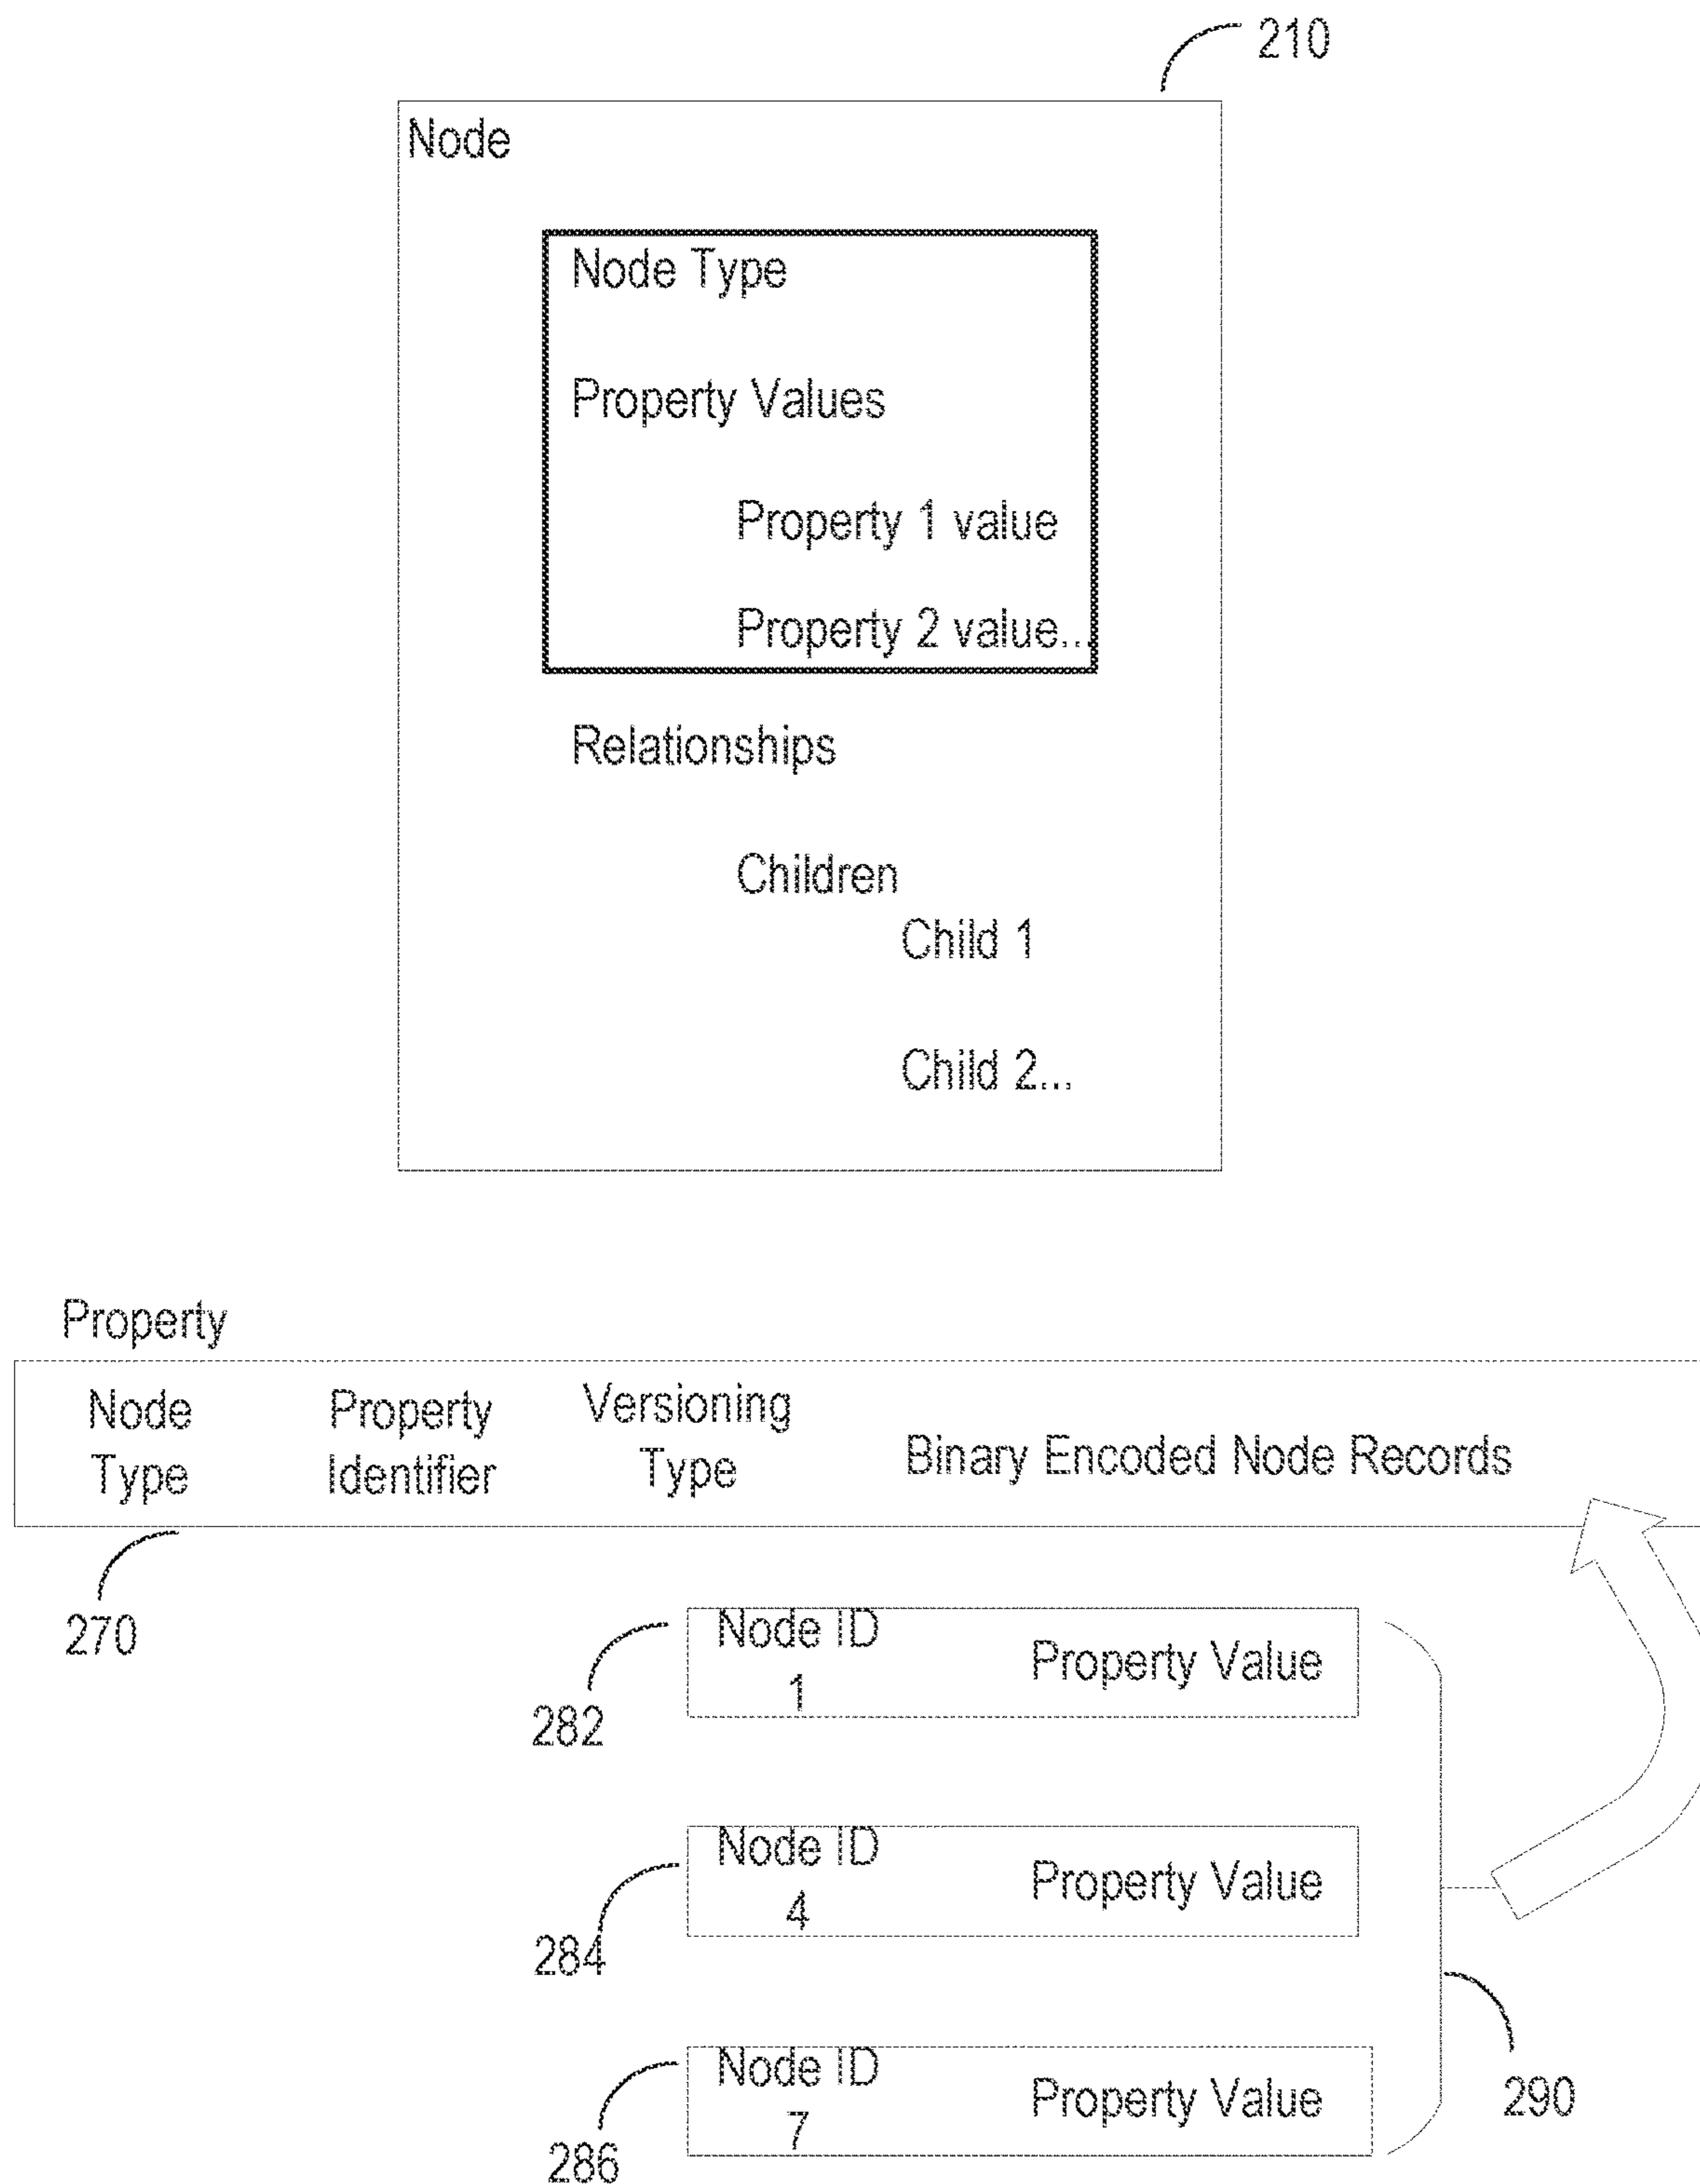 210
Node
Node Type
Property Values
Property 1 value
Property 2 value...
Relationships
Children
Child 1
Child 2...
Property
Node
Type
Property
Identifier
Versioning
Type
Binary Encoded Node Records
270
282
Node ID
1
Property Value
284
Node ID
4
Property Value
286
Node ID
7
Property Value
290